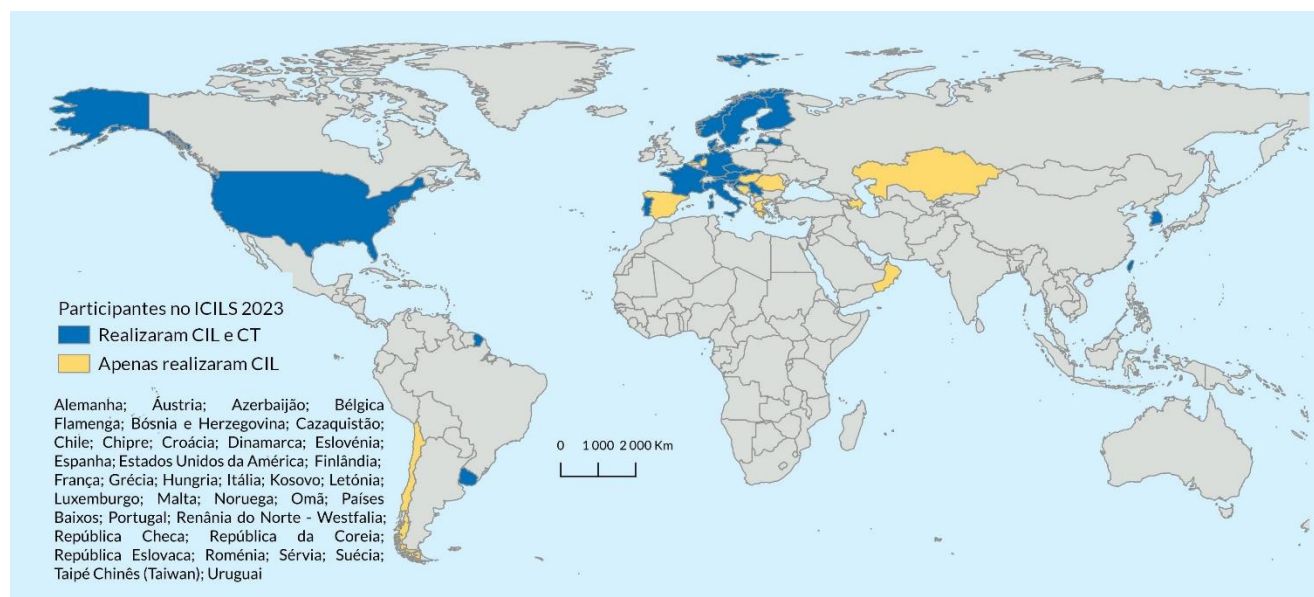 Participantes no ICILS 2023
Realizaram CIL e CT
Apenas realizaram CIL
Alemanha; Áustria; Azerbaijão; Bélgica
Flamenga; Bósnia e Herzegovina; Cazaquistão;
Chile; Chipre; Croácia; Dinamarca; Eslovénia;
Espanha; Estados Unidos da América; Finlândia;
França; Grécia; Hungria; Itália; Kosovo; Letónia;
Luxemburgo; Malta; Noruega; Omã; Países
Baixos; Portugal; Renânia do Norte - Westfalia;
República Checa; República da Coreia;
República Eslovaca; Roménia; Sérvia; Suécia;
Taipé Chinês (Taiwan); Uruguai
0 1 000 2 000 Km